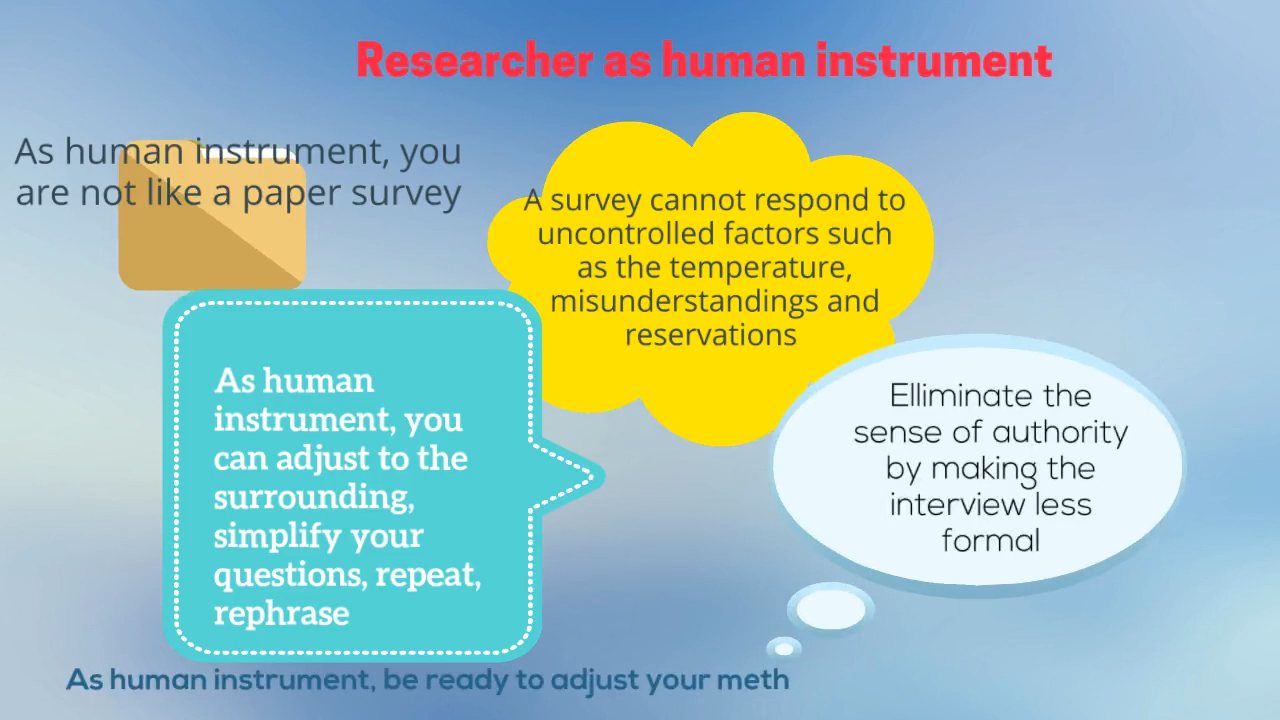 Researcher as human instrument
As human instrument, you
are not like a paper survey
A survey cannot respond to
uncontrolled factors such
as the temperature,
misunderstandings and
reservations
As human
instrument, you
can adjust to the
surrounding,
simplify your
questions, repeat,
rephrase
Elliminate the
sense of authority
by making the
interview less
formal
As human instrument, be ready to adjust your meth